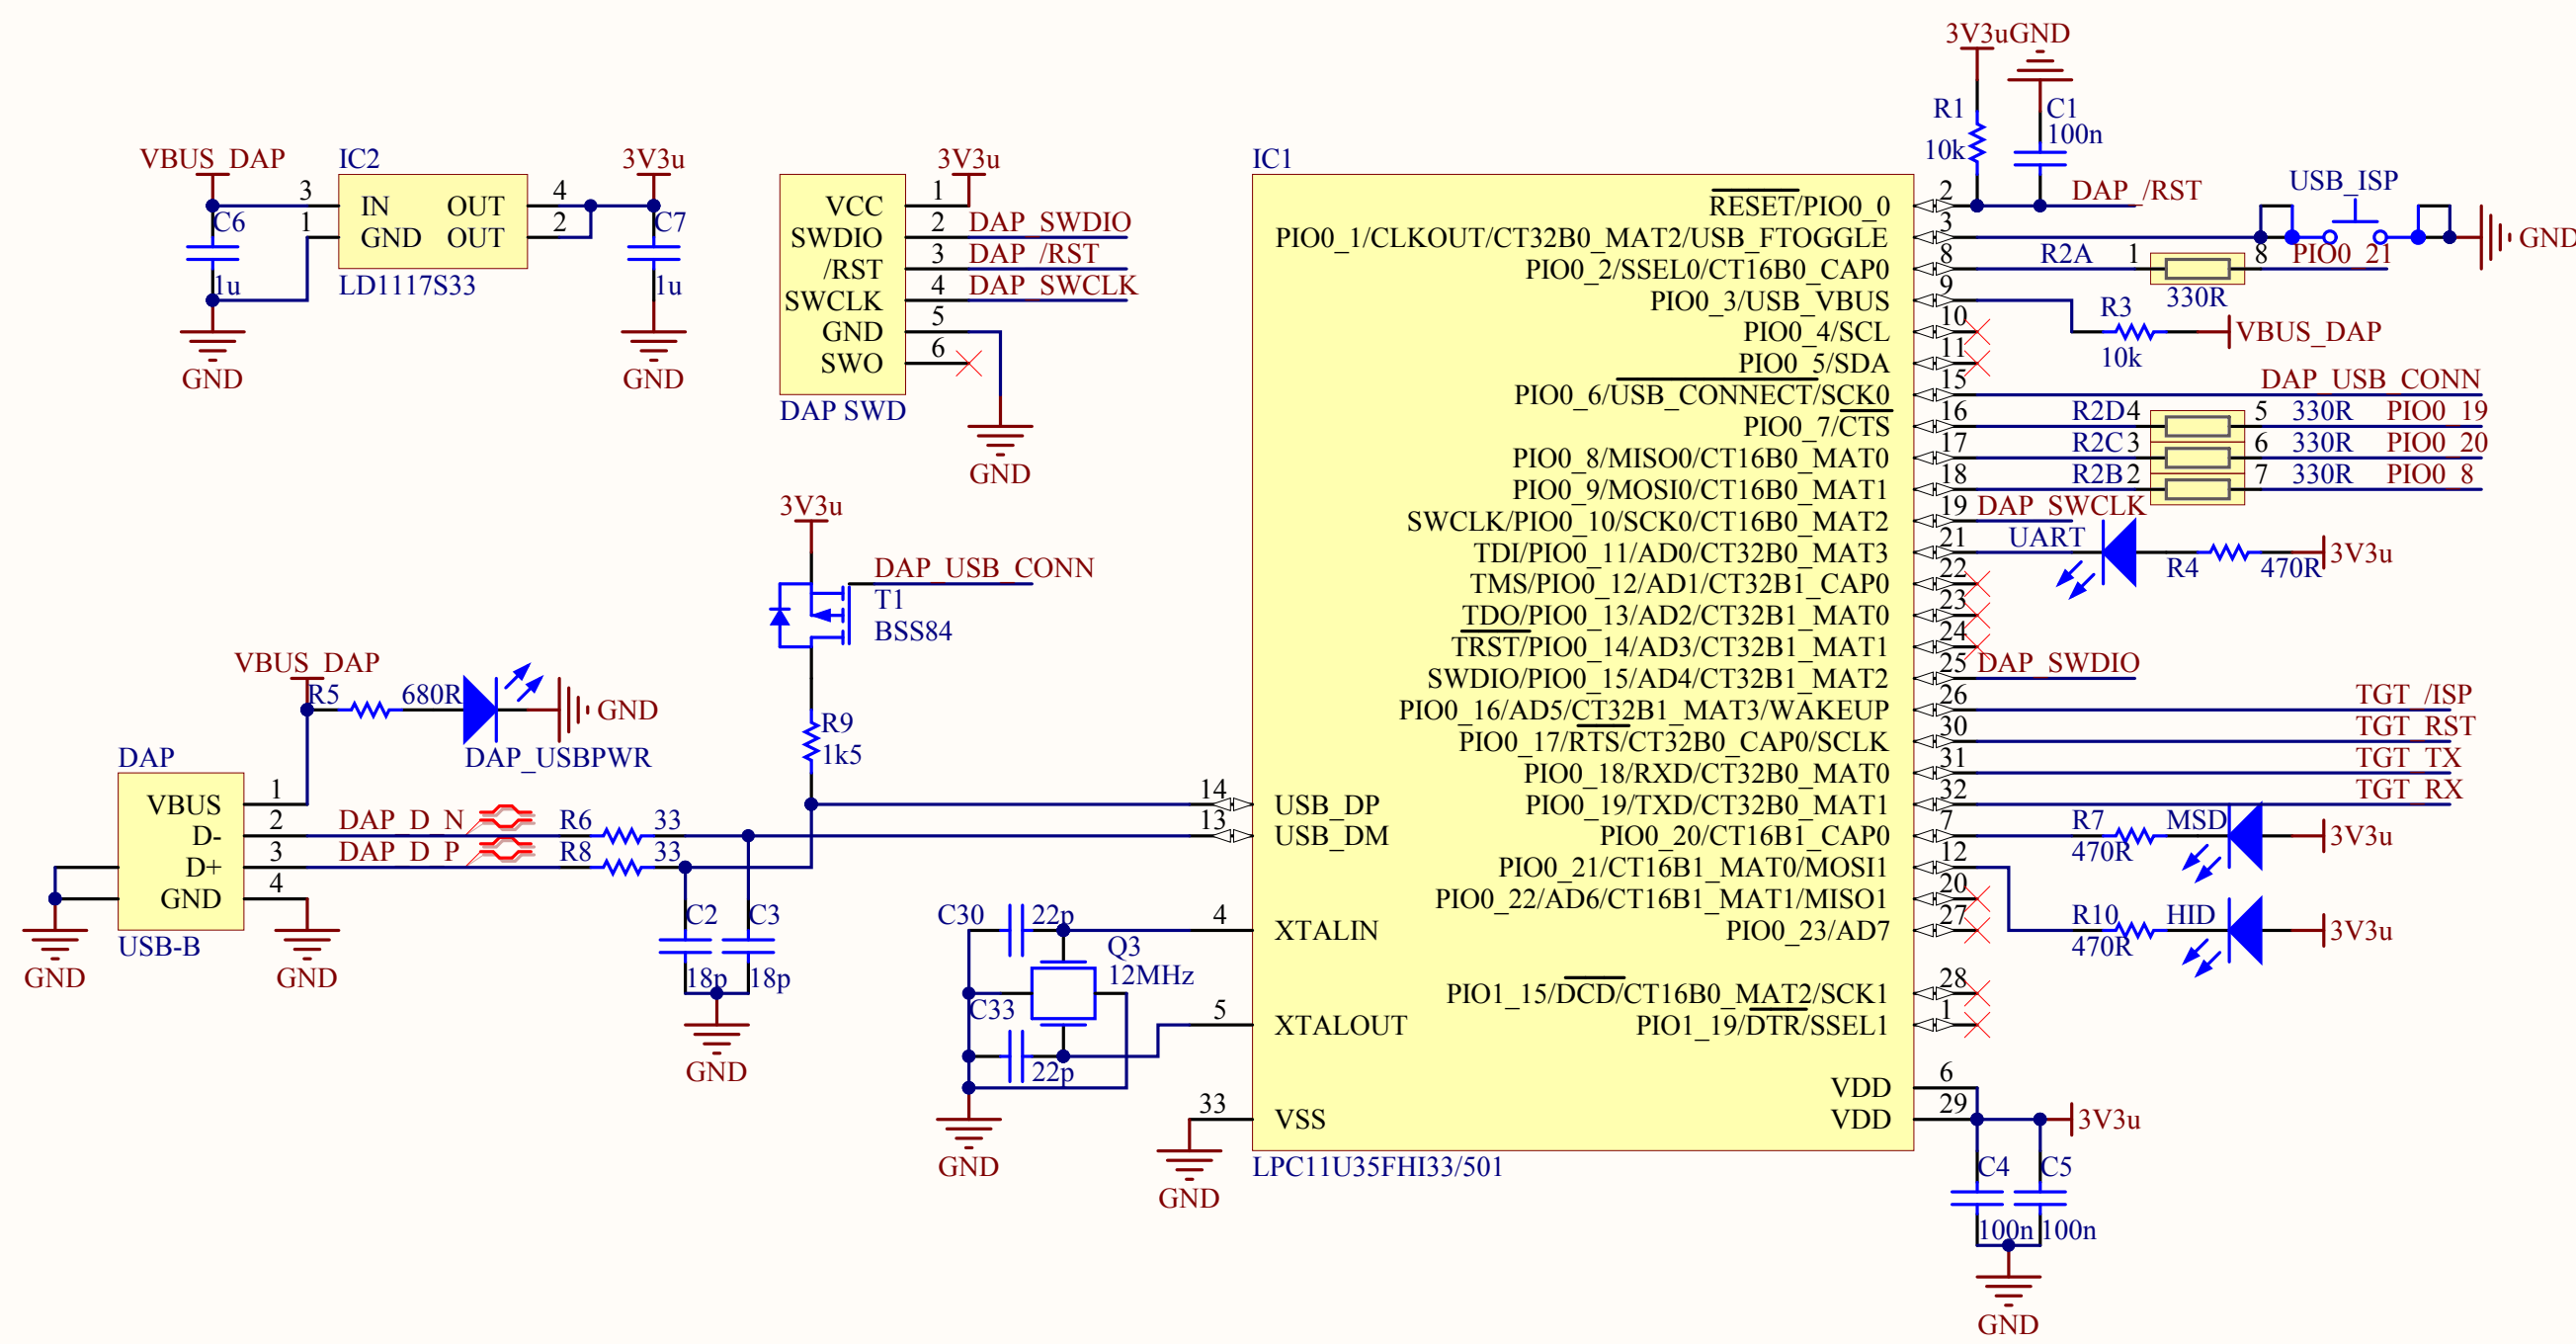 VBUS_DAP
IC2
3V3u
3 IN OUT 4
1 GND OUT 2
C6
1u
LD1117S33
C7
1u
GND
GND
3V3u
VCC 1
SWDIO 2 DAP_SWDIO
/RST 3 DAP_/RST
SWCLK 4 DAP_SWCLK
GND 5
SWO 6
DAP SWD
GND
3V3u
DAP_USB_CONN
T1
BSS84
R9
1k5
VBUS_DAP
R5 680R
GND
DAP_USBPWR
DAP
VBUS 1
D- 2 DAP_D_N R6 33
D+ 3 DAP_D_P R8 33
GND 4
USB-B
GND
GND
C2
18p
C3
18p
GND
C30 22p
Q3
12MHz
C33
22p
GND
GND
IC1
14 USB_DP
13 USB_DM
4 XTALIN
5 XTALOUT
33 VSS
LPC11U35FHI33/501
3V3u GND
R1
10k
C1
100n
RESET/PIO0_0 2 DAP_/RST
USB_ISP
PIO0_1/CLKOUT/CT32B0_MAT2/USB_FTOGGLE 3 GND
PIO0_2/SSEL0/CT16B0_CAP0 8 R2A 1 8 PIO0_21
330R
PIO0_3/USB_VBUS 9
R3
10k
VBUS_DAP
PIO0_4/SCL 10
PIO0_5/SDA 11
PIO0_6/USB_CONNECT/SCK0 15 DAP_USB_CONN
PIO0_7/CTS 16 R2D 4 5 330R PIO0_19
PIO0_8/MISO0/CT16B0_MAT0 17 R2C 3 6 330R PIO0_20
PIO0_9/MOSI0/CT16B0_MAT1 18 R2B 2 7 330R PIO0_8
SWCLK/PIO0_10/SCK0/CT16B0_MAT2 19 DAP_SWCLK
TDI/PIO0_11/AD0/CT32B0_MAT3 21 UART R4 470R 3V3u
TMS/PIO0_12/AD1/CT32B1_CAP0 22
TDO/PIO0_13/AD2/CT32B1_MAT0 23
TRST/PIO0_14/AD3/CT32B1_MAT1 24
SWDIO/PIO0_15/AD4/CT32B1_MAT2 25 DAP_SWDIO
PIO0_16/AD5/CT32B1_MAT3/WAKEUP 26 TGT_/ISP
PIO0_17/RTS/CT32B0_CAP0/SCLK 30 TGT_RST
PIO0_18/RXD/CT32B0_MAT0 31 TGT_TX
PIO0_19/TXD/CT32B0_MAT1 32 TGT_RX
PIO0_20/CT16B1_CAP0 7 R7 470R MSD 3V3u
PIO0_21/CT16B1_MAT0/MOSI1 12
PIO0_22/AD6/CT16B1_MAT1/MISO1 20
PIO0_23/AD7 27
R10 470R HID 3V3u
PIO1_15/DCD/CT16B0_MAT2/SCK1 28
PIO1_19/DTR/SSEL1 1
VDD 6
VDD 29 3V3u
C4 C5
100n 100n
GND